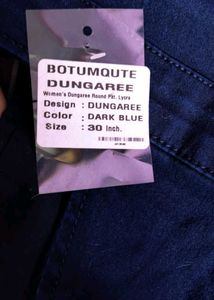 BOTUMQUTE
DUNGAREE
Women's Dungaree Round Pkt. Lycra
Design : DUNGAREE
Color : DARK BLUE
Size : 30 Inch.